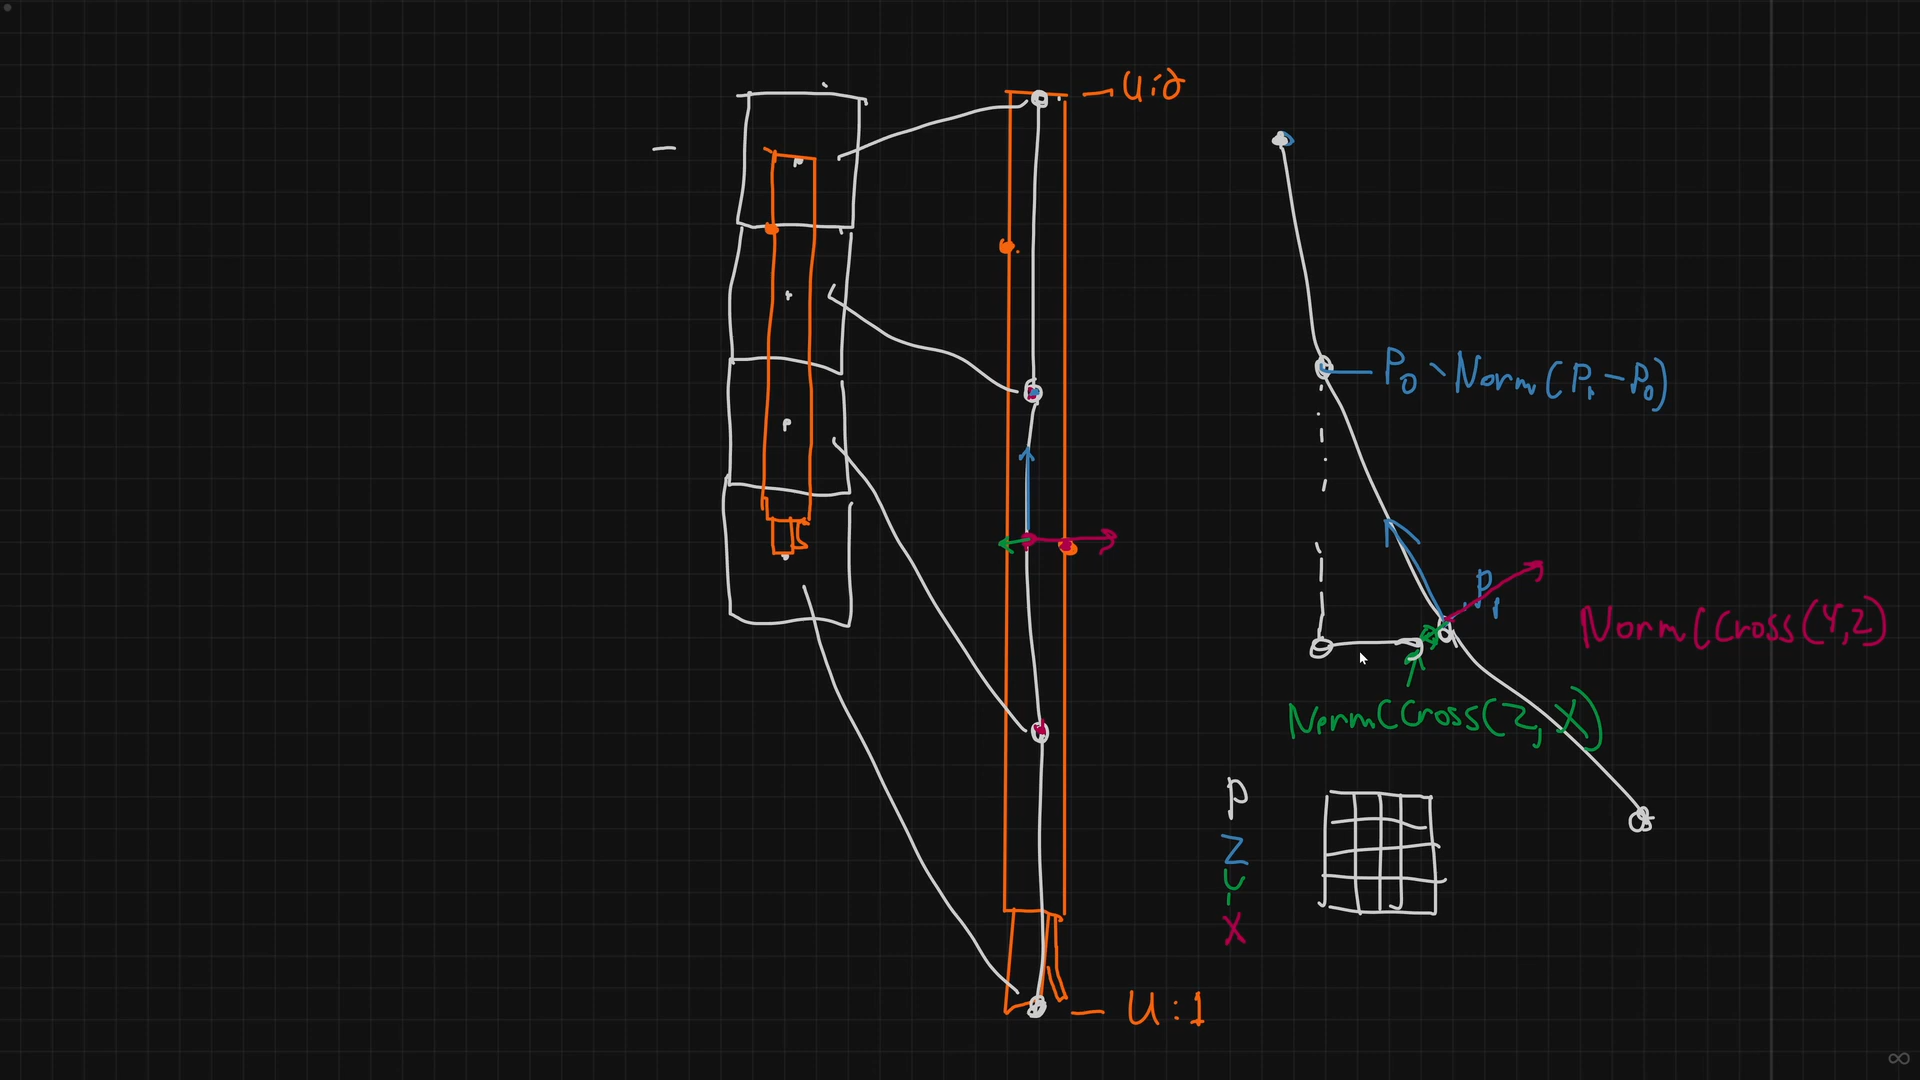 U:0
P0 - Norm(P1 - P0)
P1
Norm(Cross(Y,Z)
Norm(Cross(Z,X)
P
Z
Y
X
U:1
∞